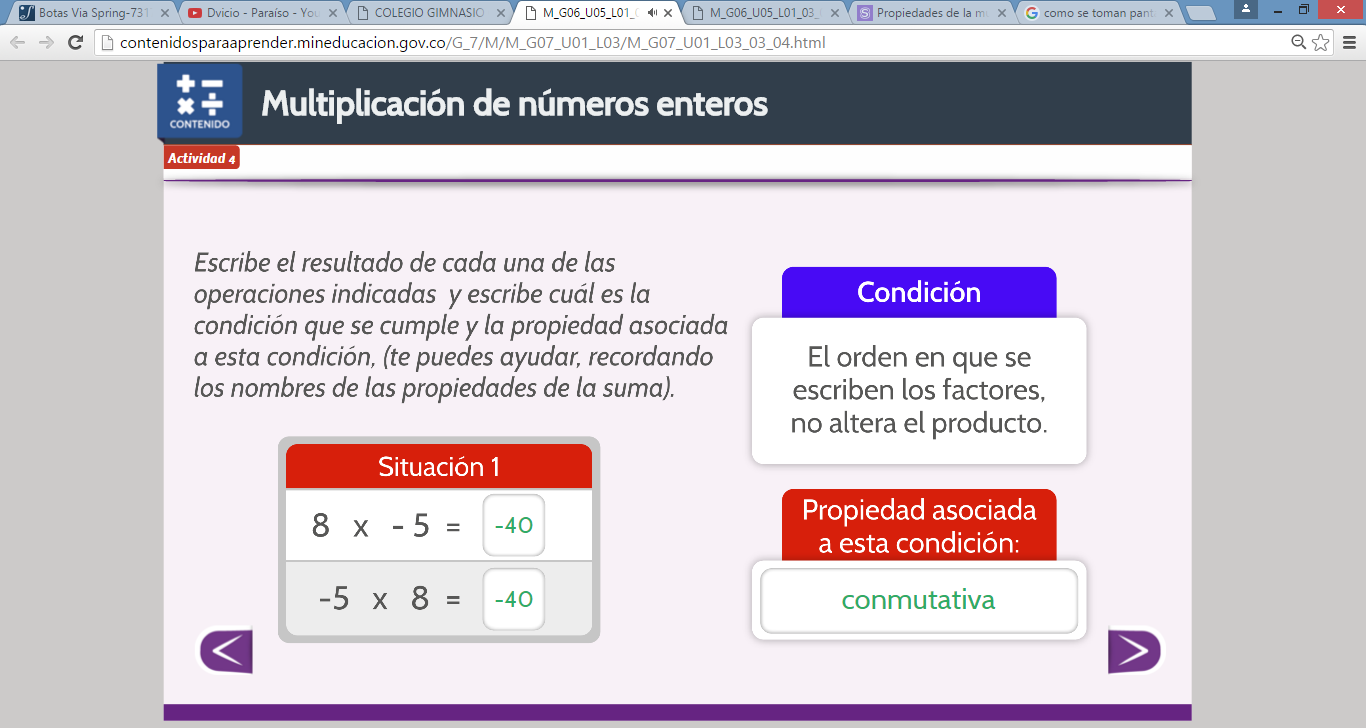 Botas Via Spring-731
Dvicio - Paraíso - You
COLEGIO GIMNASIO
M_G06_U05_L01_
M_G06_U05_L01_03_
Propiedades de la m
como se toman pant
contenidosparaaprender.mineducacion.gov.co/G_7/M/M_G07_U01_L03/M_G07_U01_L03_03_04.html
CONTENIDO
Multiplicación de números enteros
Actividad 4
Escribe el resultado de cada una de las
operaciones indicadas y escribe cuál es la
condición que se cumple y la propiedad asociada
a esta condición, (te puedes ayudar, recordando
los nombres de las propiedades de la suma).
Situación 1
8 x - 5 = -40
-5 x 8 = -40
Condición
El orden en que se
escriben los factores,
no altera el producto.
Propiedad asociada
a esta condición:
conmutativa